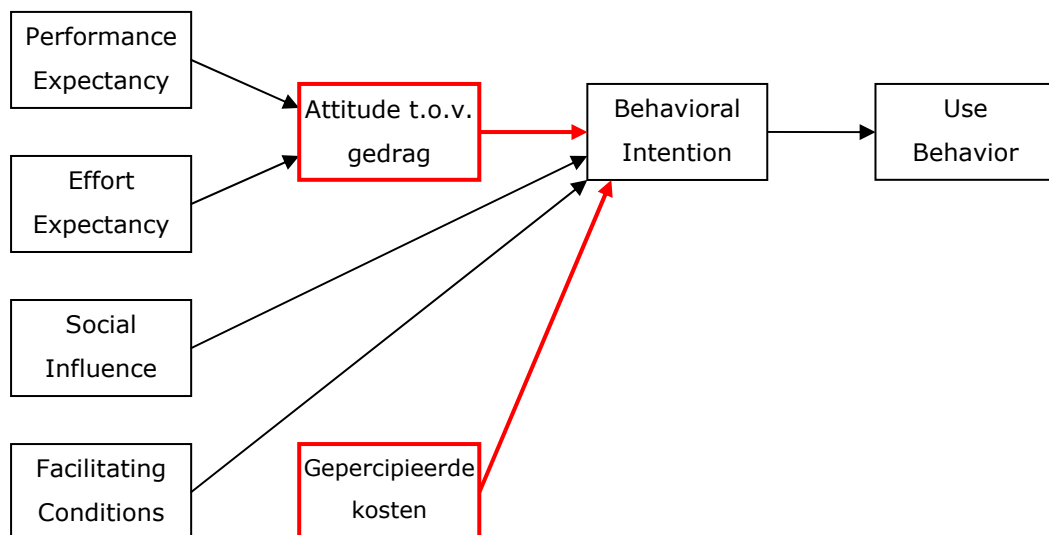 Performance
Expectancy
Attitude t.o.v.
gedrag
Behavioral
Intention
Use
Behavior
Effort
Expectancy
Social
Influence
Facilitating
Conditions
Gepercipieerde
kosten